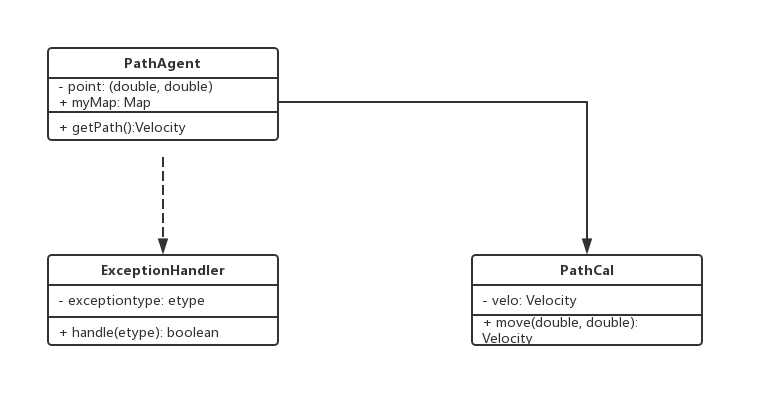 PathAgent
- point: (double, double)
+ myMap: Map
+ getPath():Velocity
ExceptionHandler
- exceptiontype: etype
+ handle(etype): boolean
PathCal
- velo: Velocity
+ move(double, double):
Velocity